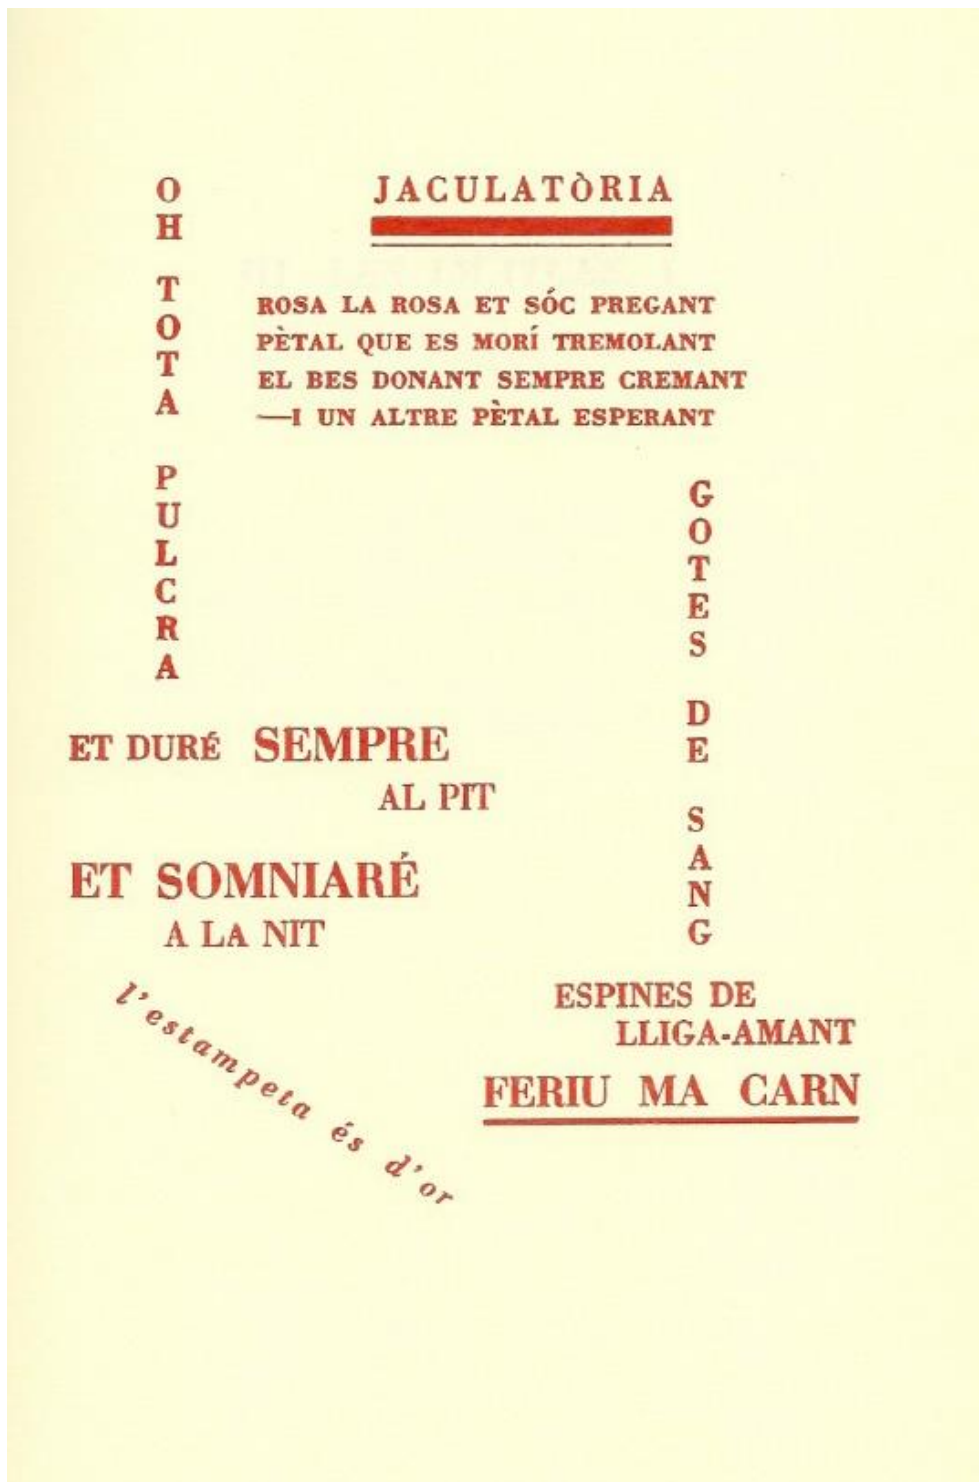 JACULATÒRIA
OH TOTA PULCRA
ROSA LA ROSA ET SÓC PREGANT
PÈTAL QUE ES MORÍ TREMOLANT
EL BES DONANT SEMPRE CREMANT
—I UN ALTRE PÈTAL ESPERANT
GOTES DE SANG
ET DURÉ SEMPRE
AL PIT
ET SOMNIARÉ
A LA NIT
l'estampeta és d'or
ESPINES DE
LLIGA-AMANT
FERIU MA CARN